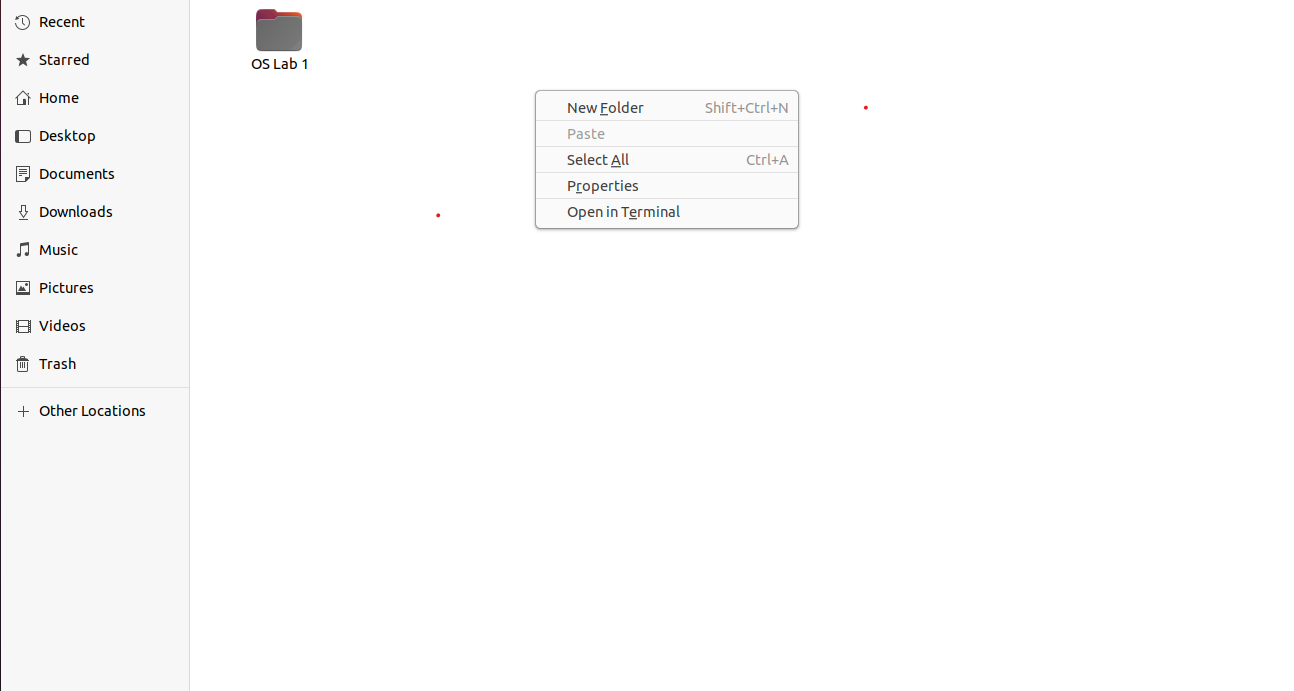 Recent
Starred
Home
Desktop
Documents
Downloads
Music
Pictures
Videos
Trash
Other Locations
OS Lab 1
New Folder Shift+Ctrl+N
Paste
Select All Ctrl+A
Properties
Open in Terminal